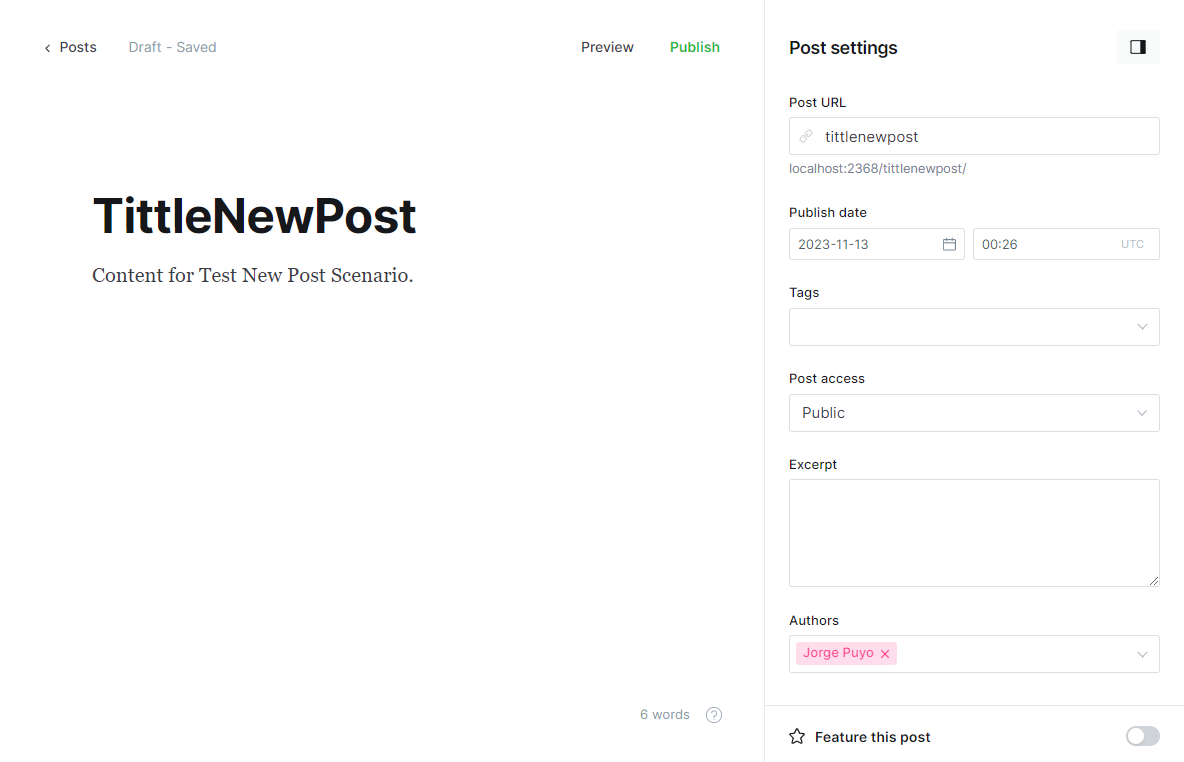 Posts Draft - Saved Preview Publish
TittleNewPost
Content for Test New Post Scenario.
6 words
Post settings
Post URL
tittlenewpost
localhost:2368/tittlenewpost/
Publish date
2023-11-13 00:26 UTC
Tags
Post access
Public
Excerpt
Authors
Jorge Puyo ×
Feature this post